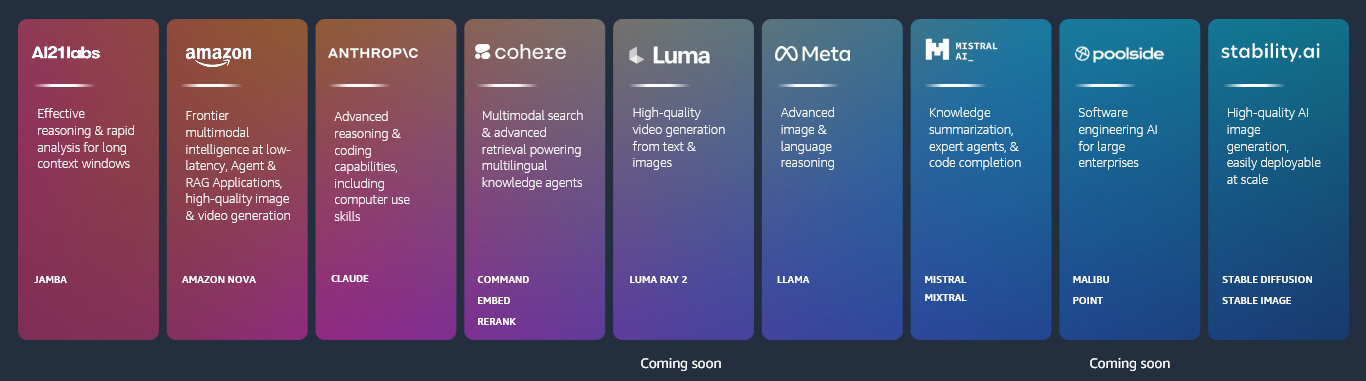 AI21labs
Effective
reasoning & rapid
analysis for long
context windows
JAMBA
amazon
Frontier
multimodal
intelligence at low-
latency, Agent &
RAG Applications,
high-quality image
& video generation
AMAZON NOVA
ANTHROP\C
Advanced
reasoning &
coding
capabilities,
including
computer use
skills
CLAUDE
cohere
Multimodal search
& advanced
retrieval powering
multilingual
knowledge agents
COMMAND
EMBED
RERANK
Luma
High-quality
video generation
from text &
images
LUMA RAY 2
Coming soon
Meta
Advanced
image &
language
reasoning
LLAMA
MISTRAL
AI_
Knowledge
summarization,
expert agents, &
code completion
MISTRAL
MIXTRAL
poolside
Software
engineering AI
for large
enterprises
MALIBU
POINT
Coming soon
stability.ai
High-quality AI
image
generation,
easily deployable
at scale
STABLE DIFFUSION
STABLE IMAGE